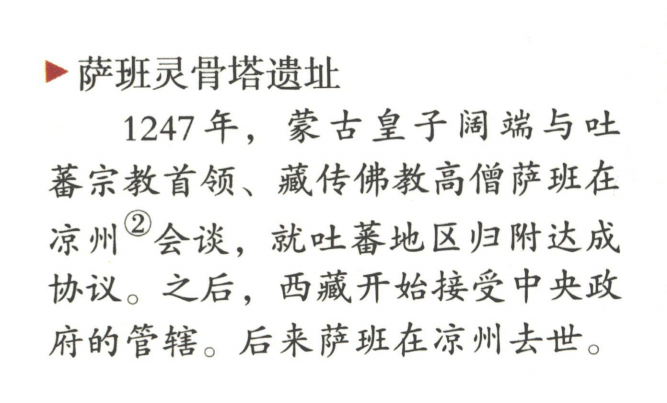 ▶萨班灵骨塔遗址
1247年，蒙古皇子阔端与吐
蕃宗教首领、藏传佛教高僧萨班在
凉州②会谈，就吐蕃地区归附达成
协议。之后，西藏开始接受中央政
府的管辖。后来萨班在凉州去世。